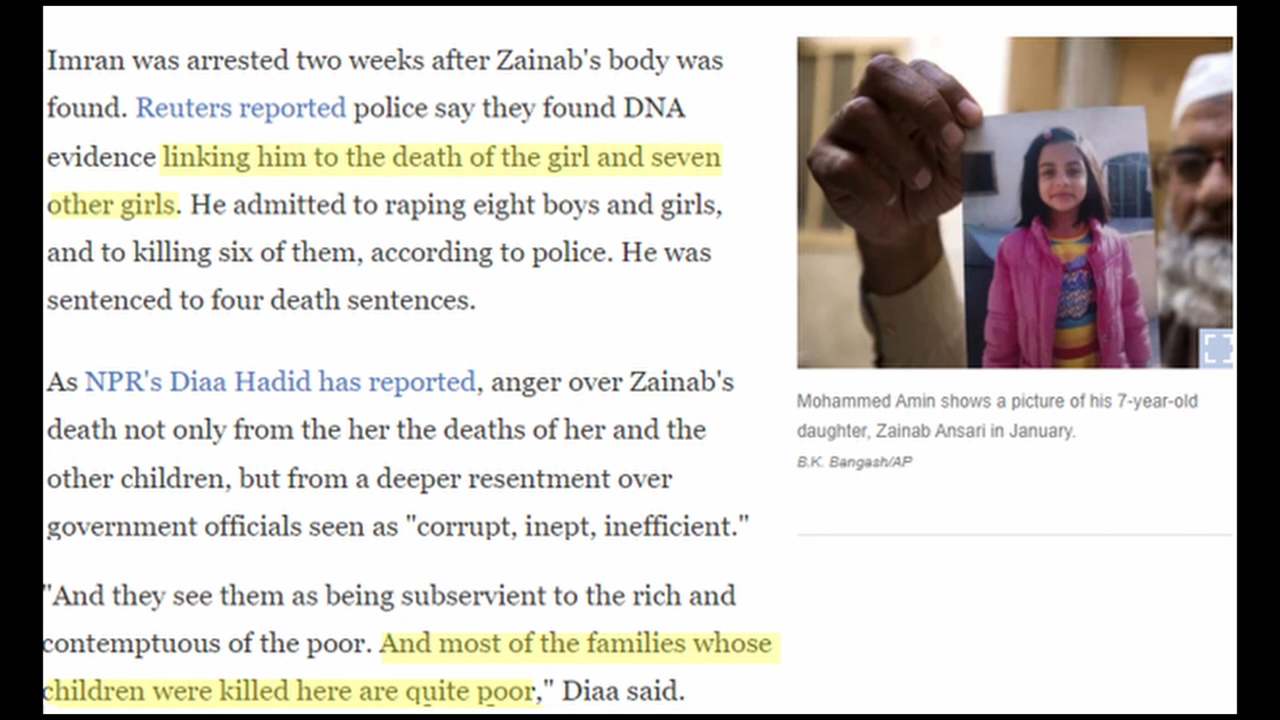 Imran was arrested two weeks after Zainab's body was
found. Reuters reported police say they found DNA
evidence linking him to the death of the girl and seven
other girls. He admitted to raping eight boys and girls,
and to killing six of them, according to police. He was
sentenced to four death sentences.
As NPR's Diaa Hadid has reported, anger over Zainab's
death not only from the her the deaths of her and the
other children, but from a deeper resentment over
government officials seen as "corrupt, inept, inefficient."
"And they see them as being subservient to the rich and
contemptuous of the poor. And most of the families whose
children were killed here are quite poor," Diaa said.
Mohammed Amin shows a picture of his 7-year-old
daughter, Zainab Ansari in January.
B.K. Bangash/AP